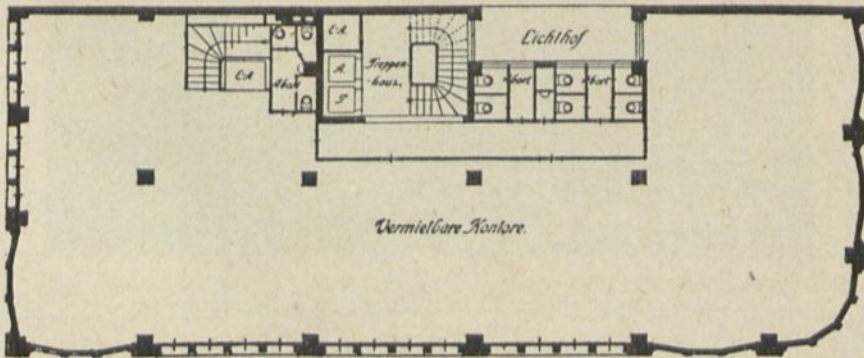 L.A.
Lichthof
A.
Treppen-
haus.
L.A.
Abort
P.
Abort
Abort
Vermietbare Kontore.